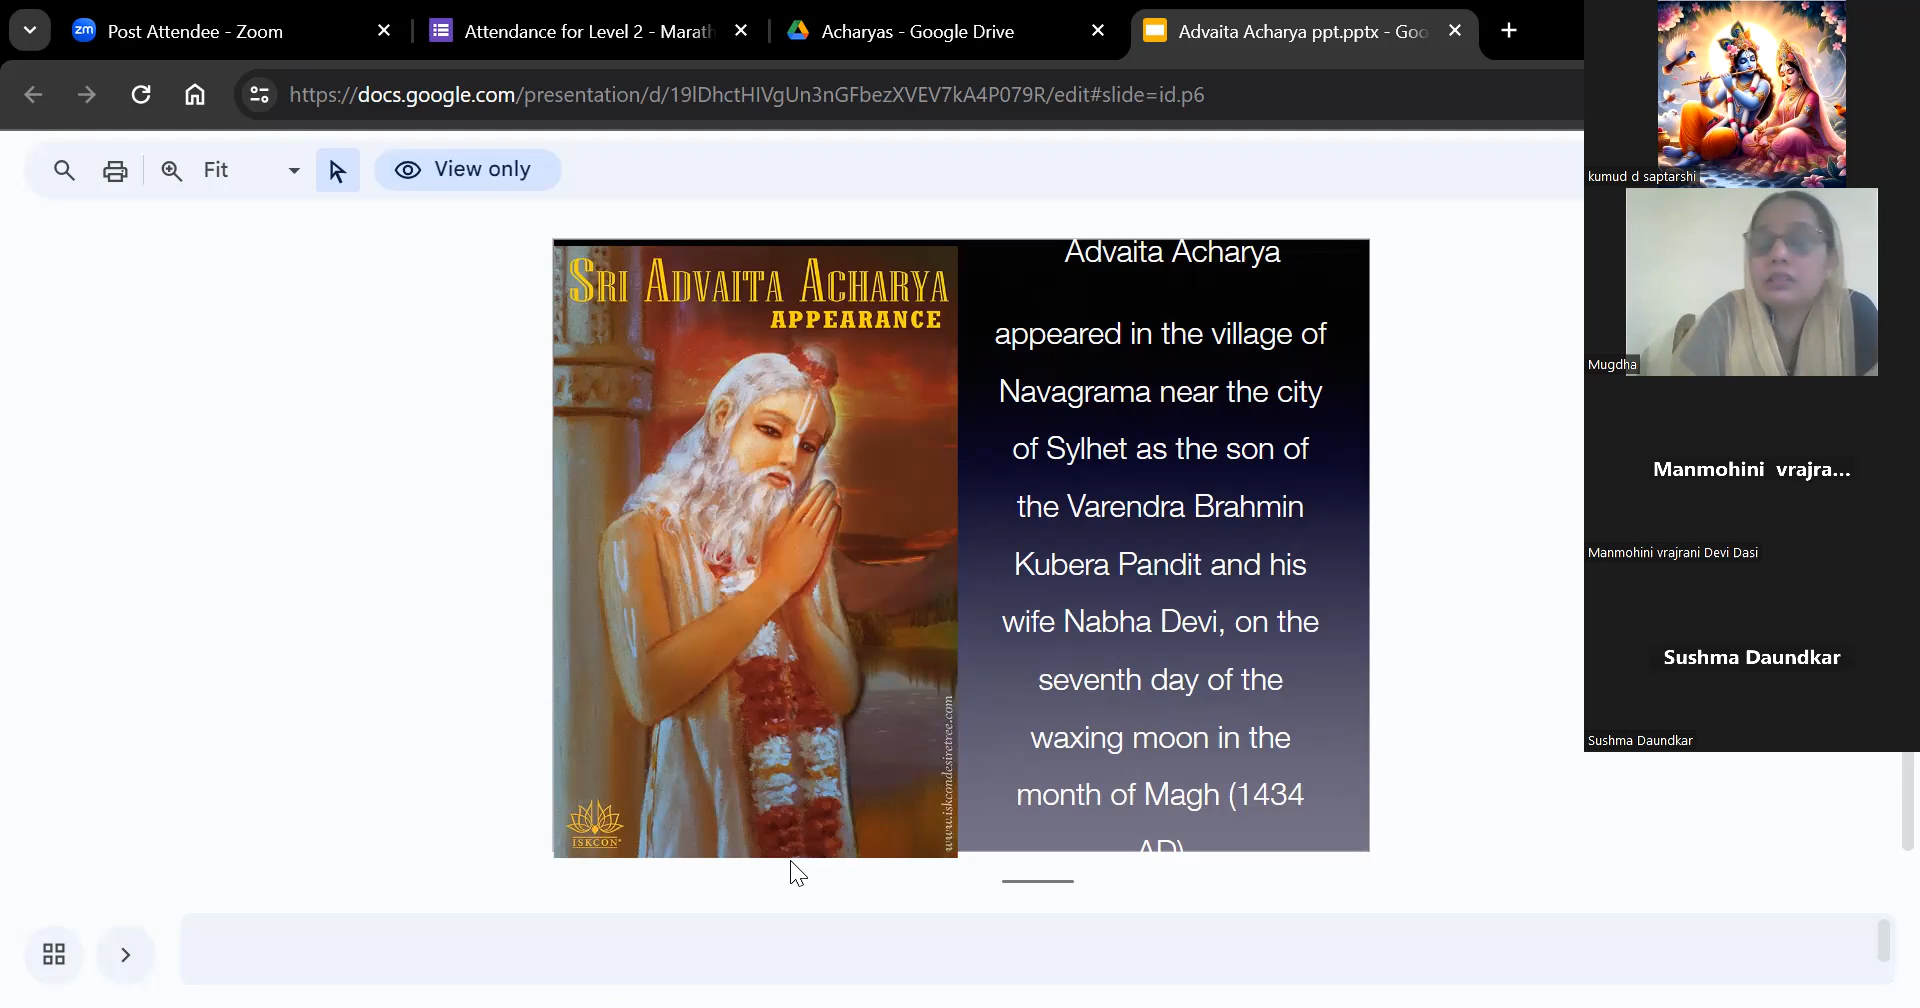 Post Attendee - Zoom
Attendance for Level 2 - Marath
Acharyas - Google Drive
Advaita Acharya ppt.pptx - Goo
https://docs.google.com/presentation/d/19IDhctHIVgUn3nGFbezXVEV7kA4P079R/edit#slide=id.p6
Fit
View only
SRI ADVAITA ACHARYA
APPEARANCE
www.iskcondesiretree.com
ISKCON
Advaita Acharya
appeared in the village of
Navagrama near the city
of Sylhet as the son of
the Varendra Brahmin
Kubera Pandit and his
wife Nabha Devi, on the
seventh day of the
waxing moon in the
month of Magh (1434
AD)
zm
kumud d saptarshi
Mugdha
Manmohini vrajra...
Manmohini vrajrani Devi Dasi
Sushma Daundkar
Sushma Daundkar